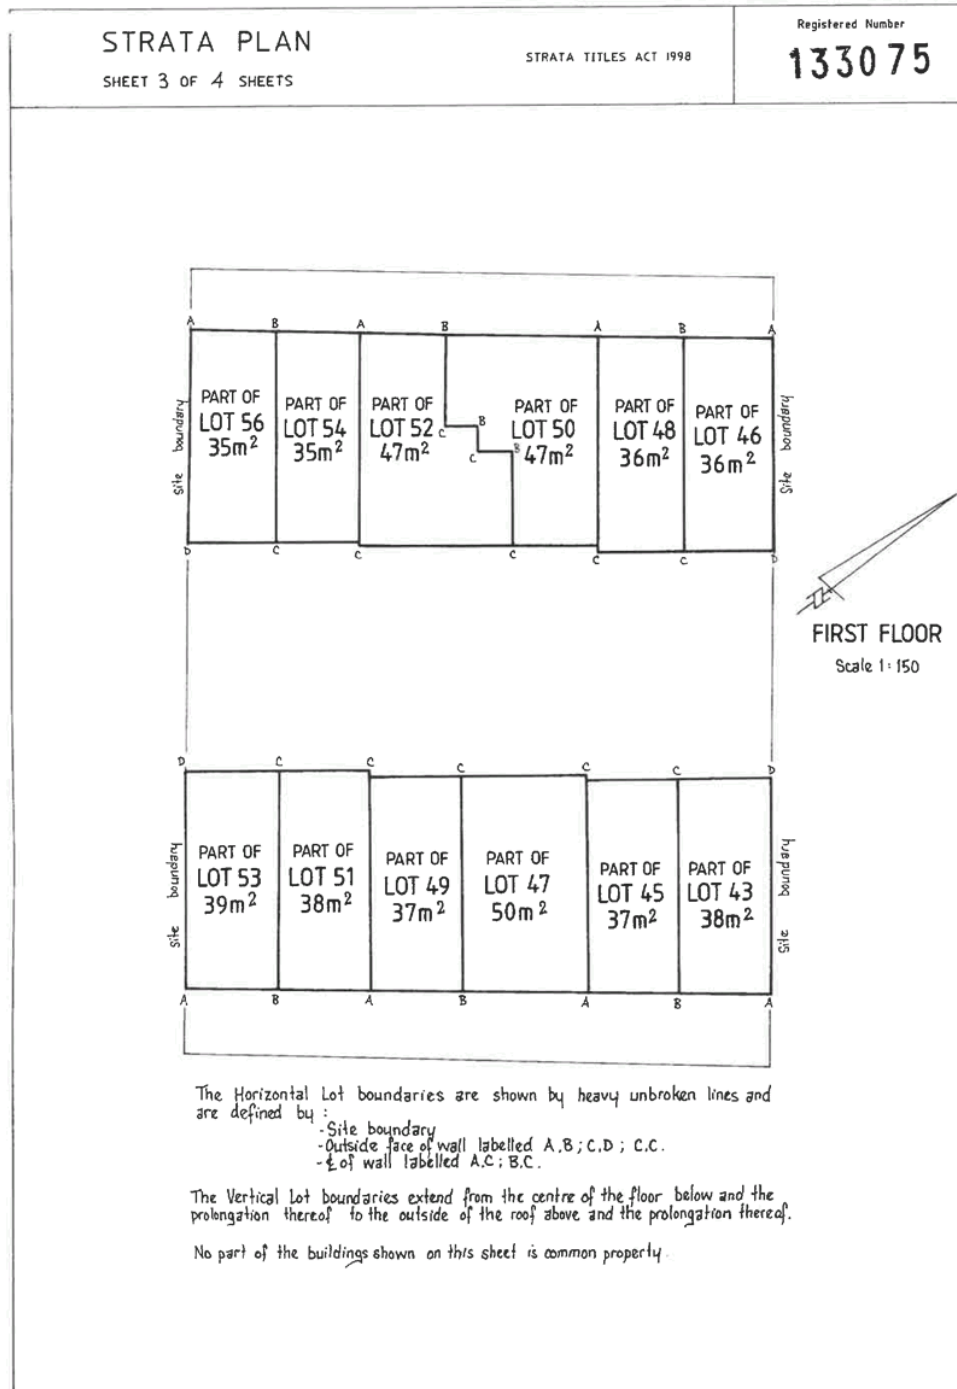 STRATA PLAN
SHEET 3 OF 4 SHEETS
STRATA TITLES ACT 1998
Registered Number
133075
A B A B A B A
Site boundary
PART OF
LOT 56
35m²
PART OF
LOT 54
35m²
PART OF
LOT 52
47m²
C
B
C
B
PART OF
LOT 50
47m²
PART OF
LOT 48
36m²
PART OF
LOT 46
36m²
Site boundary
D C C C C C D
FIRST FLOOR
Scale 1:150
D C C C C C D
Site boundary
PART OF
LOT 53
39m²
PART OF
LOT 51
38m²
PART OF
LOT 49
37m²
PART OF
LOT 47
50m²
PART OF
LOT 45
37m²
PART OF
LOT 43
38m²
Site boundary
A B A B A B A
The Horizontal Lot boundaries are shown by heavy unbroken lines and
are defined by :
-Site boundary
-Outside face of wall labelled A,B; C,D; C.C.
-℄ of wall labelled A.C; B.C.
The Vertical Lot boundaries extend from the centre of the floor below and the
prolongation thereof to the outside of the roof above and the prolongation thereof.
No part of the buildings shown on this sheet is common property.